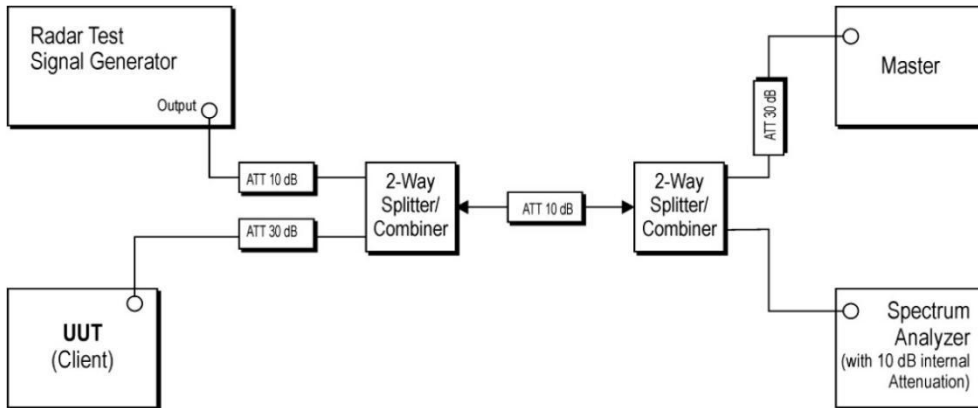 Radar Test
Signal Generator
Output
Master
ATT 30 dB
ATT 10 dB
2-Way
Splitter/
Combiner
ATT 10 dB
2-Way
Splitter/
Combiner
ATT 30 dB
UUT
(Client)
Spectrum
Analyzer
(with 10 dB internal
Attenuation)